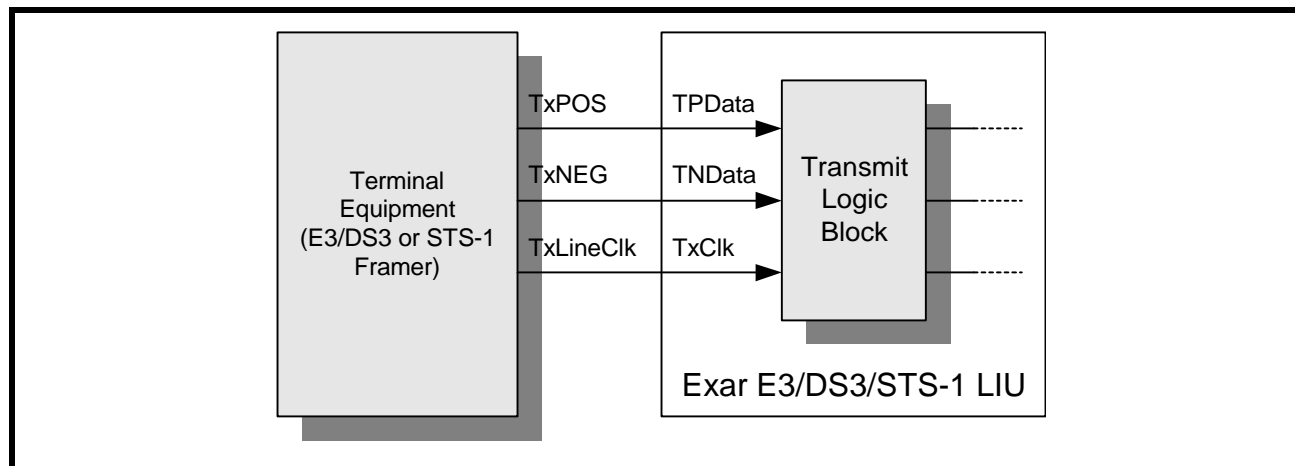 TxPOS
TPData
TxNEG
TNData
TxLineClk
TxClk
Terminal
Equipment
(E3/DS3 or STS-1
Framer)
Transmit
Logic
Block
Exar E3/DS3/STS-1 LIU